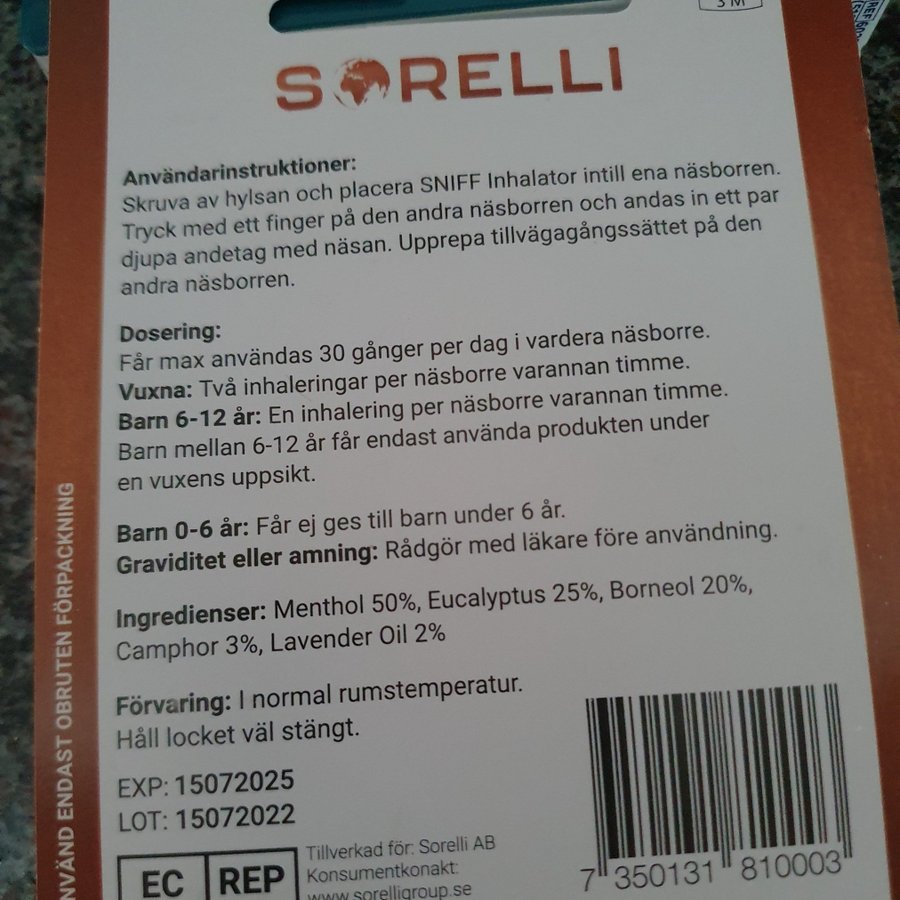 3 M
SORELLI
Användarinstruktioner:
Skruva av hylsan och placera SNIFF Inhalator intill ena näsborren.
Tryck med ett finger på den andra näsborren och andas in ett par
djupa andetag med näsan. Upprepa tillvägagångssättet på den
andra näsborren.
Dosering:
Får max användas 30 gånger per dag i vardera näsborre.
Vuxna: Två inhaleringar per näsborre varannan timme.
Barn 6-12 år: En inhalering per näsborre varannan timme.
Barn mellan 6-12 år får endast använda produkten under
en vuxens uppsikt.
Barn 0-6 år: Får ej ges till barn under 6 år.
Graviditet eller amning: Rådgör med läkare före användning.
Ingredienser: Menthol 50%, Eucalyptus 25%, Borneol 20%,
Camphor 3%, Lavender Oil 2%
Förvaring: I normal rumstemperatur.
Håll locket väl stängt.
EXP: 15072025
LOT: 15072022
EC REP
Tillverkad för: Sorelli AB
Konsumentkonakt:
www.sorelligroup.se
7 350131 810003
NVÄND ENDAST OBRUTEN FÖRPACKNING